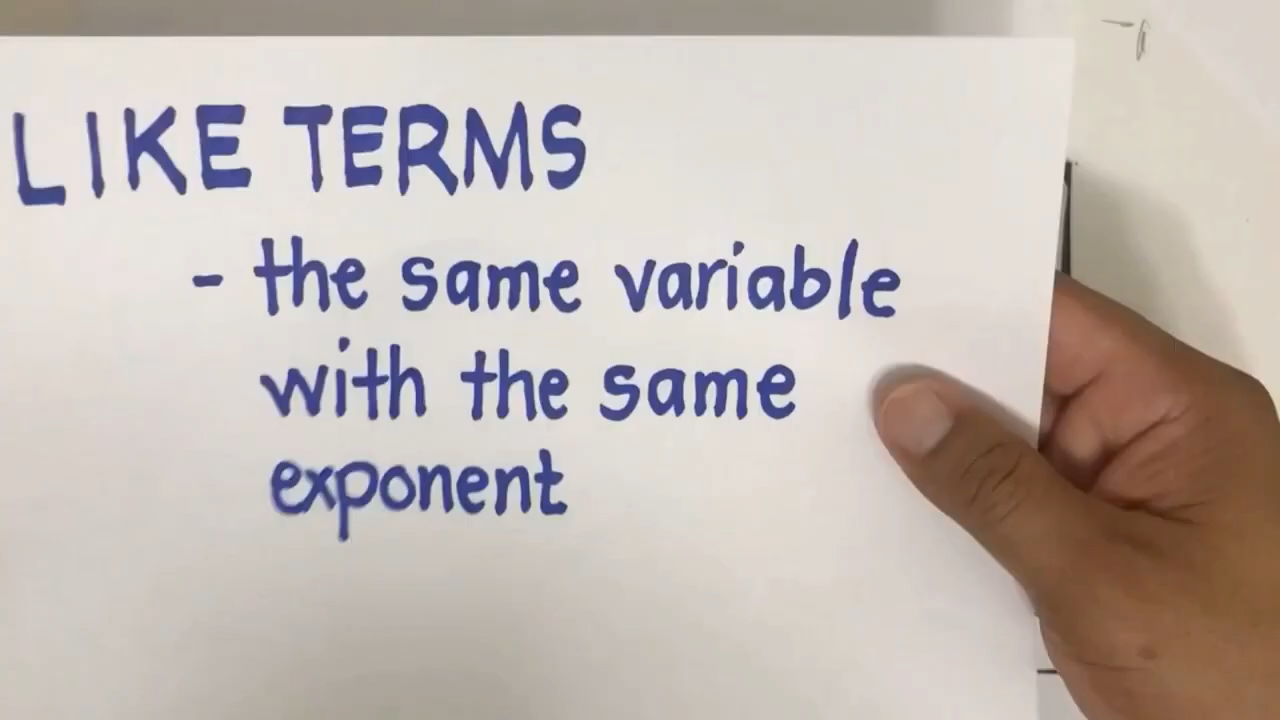 LIKE TERMS
- the same variable
with the same
exponent